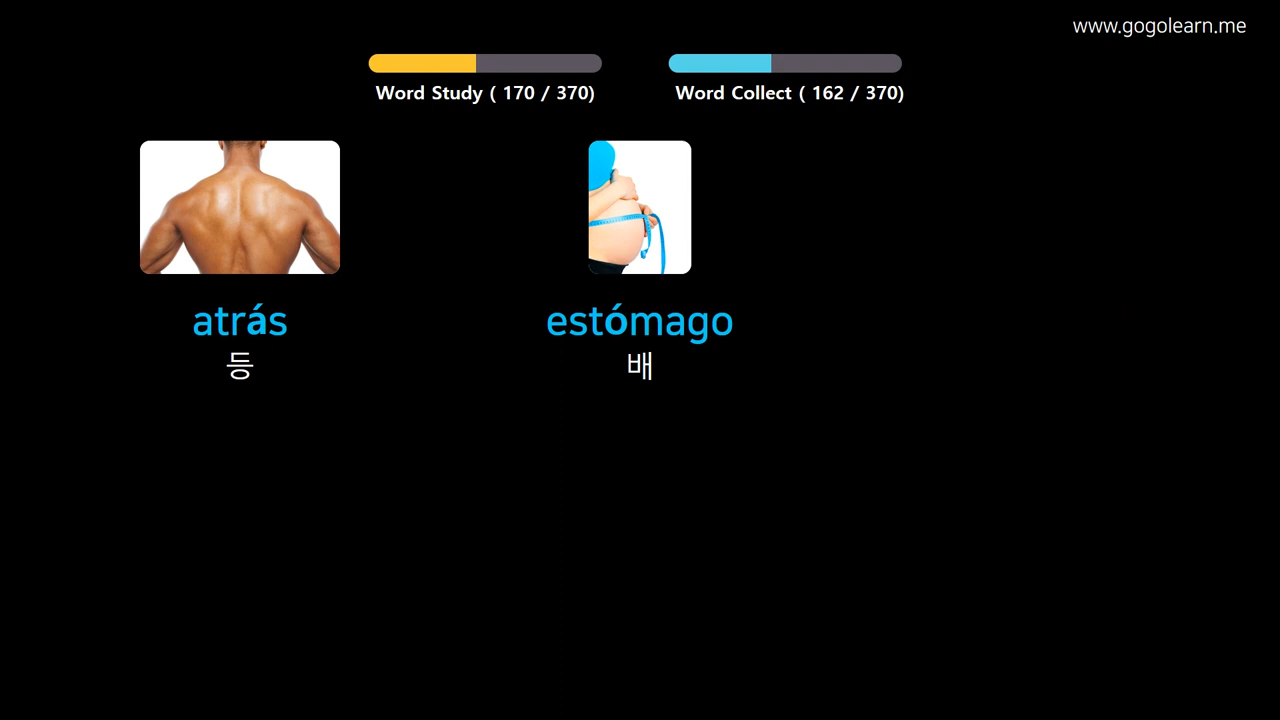 www.gogolearn.me
Word Study ( 170 / 370)
Word Collect ( 162 / 370)
atrás
estómago
등
배